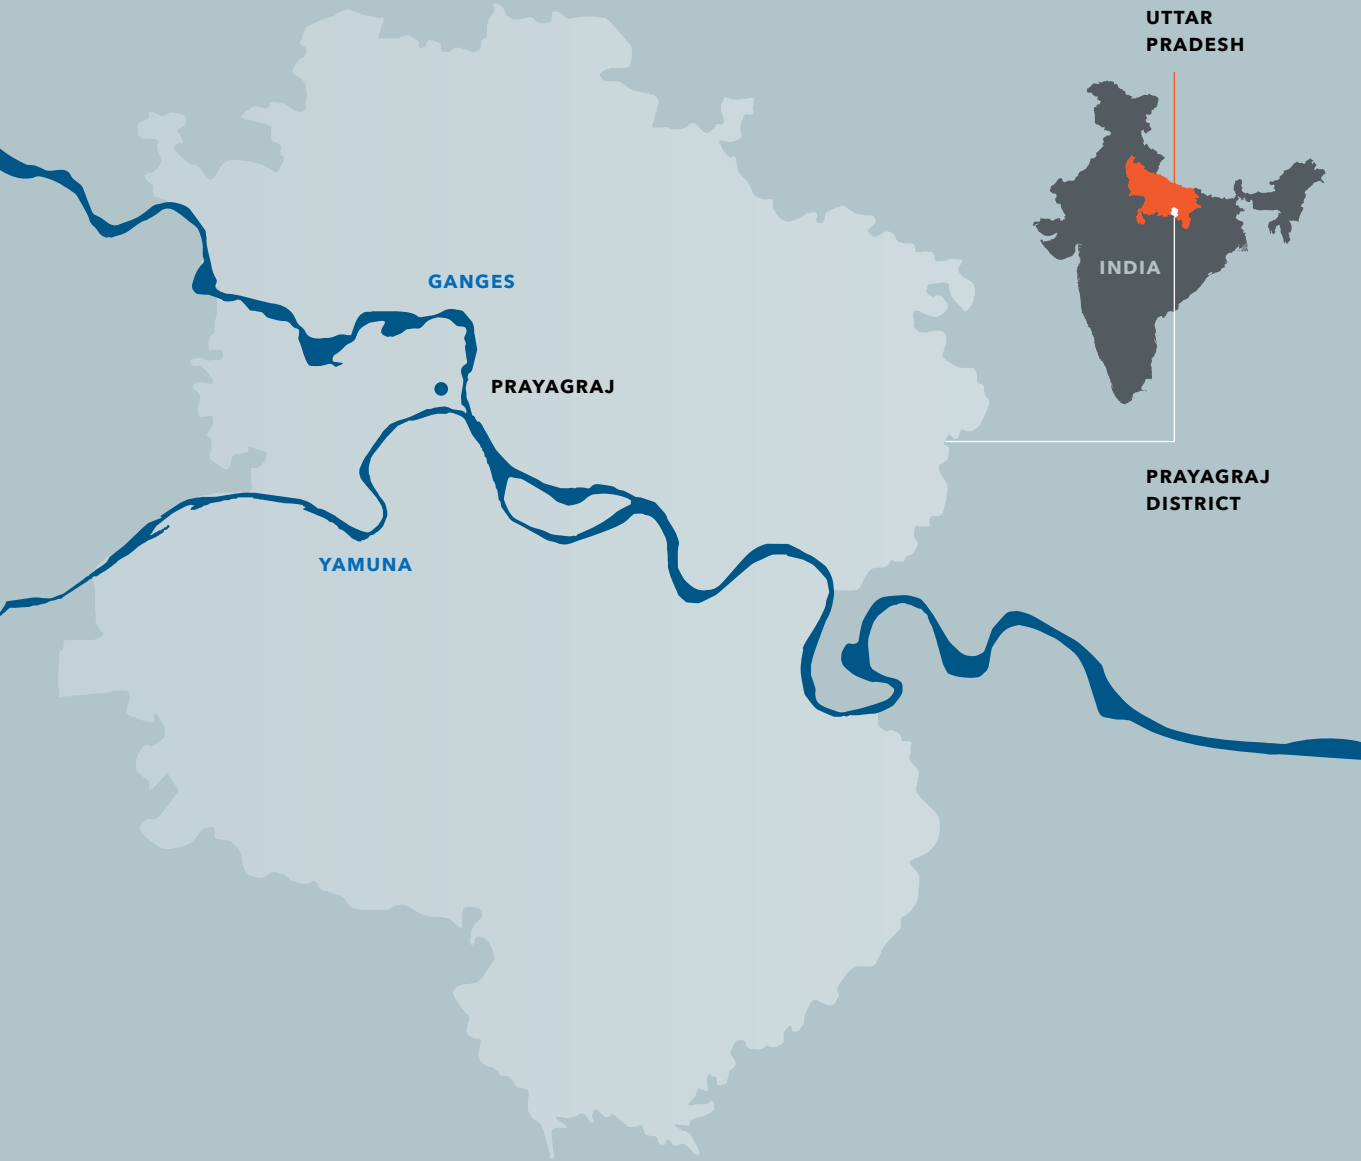 UTTAR
PRADESH
INDIA
GANGES
PRAYAGRAJ
PRAYAGRAJ
DISTRICT
YAMUNA